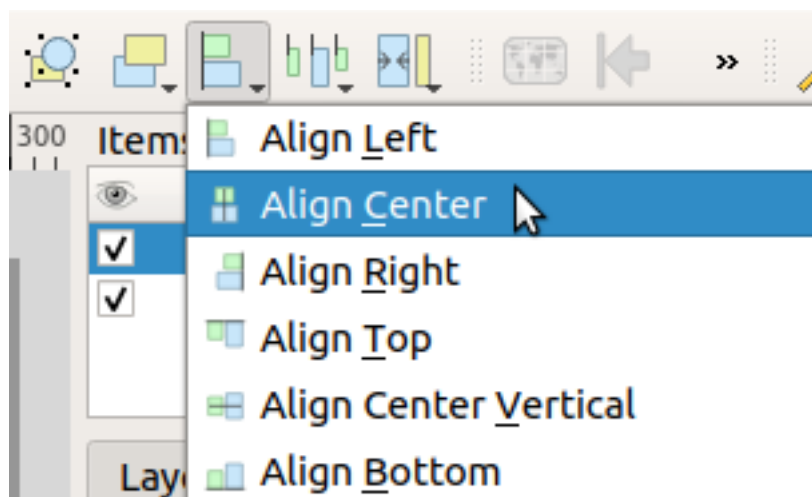 »
300
Items
Align Left
Align Center
Align Right
Align Top
Align Center Vertical
Align Bottom